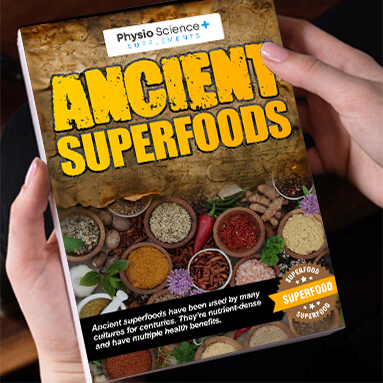 Physio Science+
SUPPLEMENTS
ANCIENT
SUPERFOODS
Ancient superfoods have been used by many
cultures for centuries. They're nutrient-dense
and have multiple health benefits.
SUPERFOOD
SUPERFOOD
SUPERFOOD